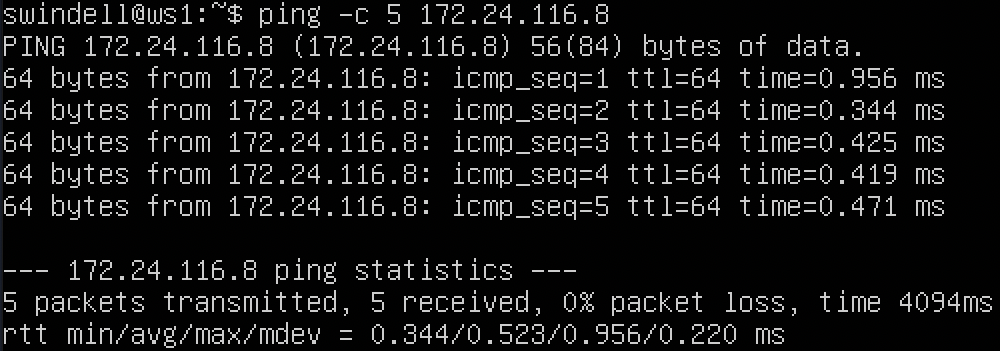 swindell@ws1:~$ ping -c 5 172.24.116.8
PING 172.24.116.8 (172.24.116.8) 56(84) bytes of data.
64 bytes from 172.24.116.8: icmp_seq=1 ttl=64 time=0.956 ms
64 bytes from 172.24.116.8: icmp_seq=2 ttl=64 time=0.344 ms
64 bytes from 172.24.116.8: icmp_seq=3 ttl=64 time=0.425 ms
64 bytes from 172.24.116.8: icmp_seq=4 ttl=64 time=0.419 ms
64 bytes from 172.24.116.8: icmp_seq=5 ttl=64 time=0.471 ms
--- 172.24.116.8 ping statistics ---
5 packets transmitted, 5 received, 0% packet loss, time 4094ms
rtt min/avg/max/mdev = 0.344/0.523/0.956/0.220 ms